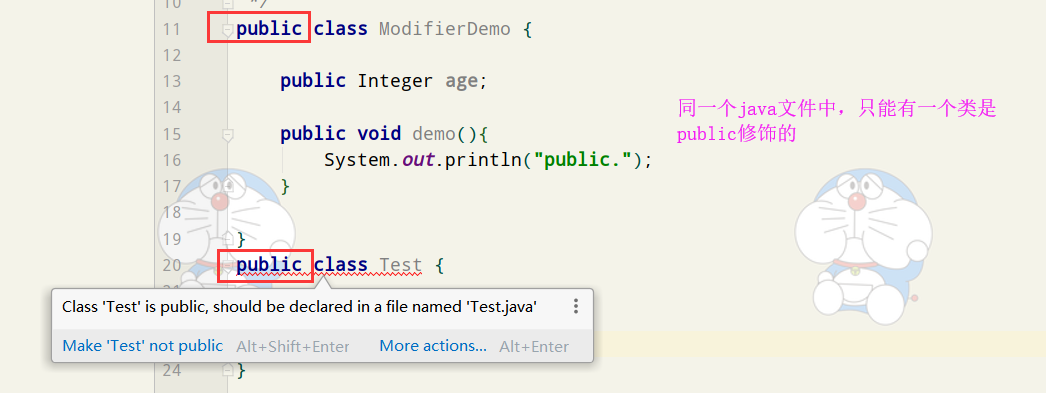 10 */
11 public class ModifierDemo {
12
13 public Integer age;
14
同一个java文件中，只能有一个类是
public修饰的
15 public void demo(){
16 System.out.println("public.");
17 }
18
19 }
20 public class Test {
Class 'Test' is public, should be declared in a file named 'Test.java'
Make 'Test' not public Alt+Shift+Enter More actions... Alt+Enter
24 }